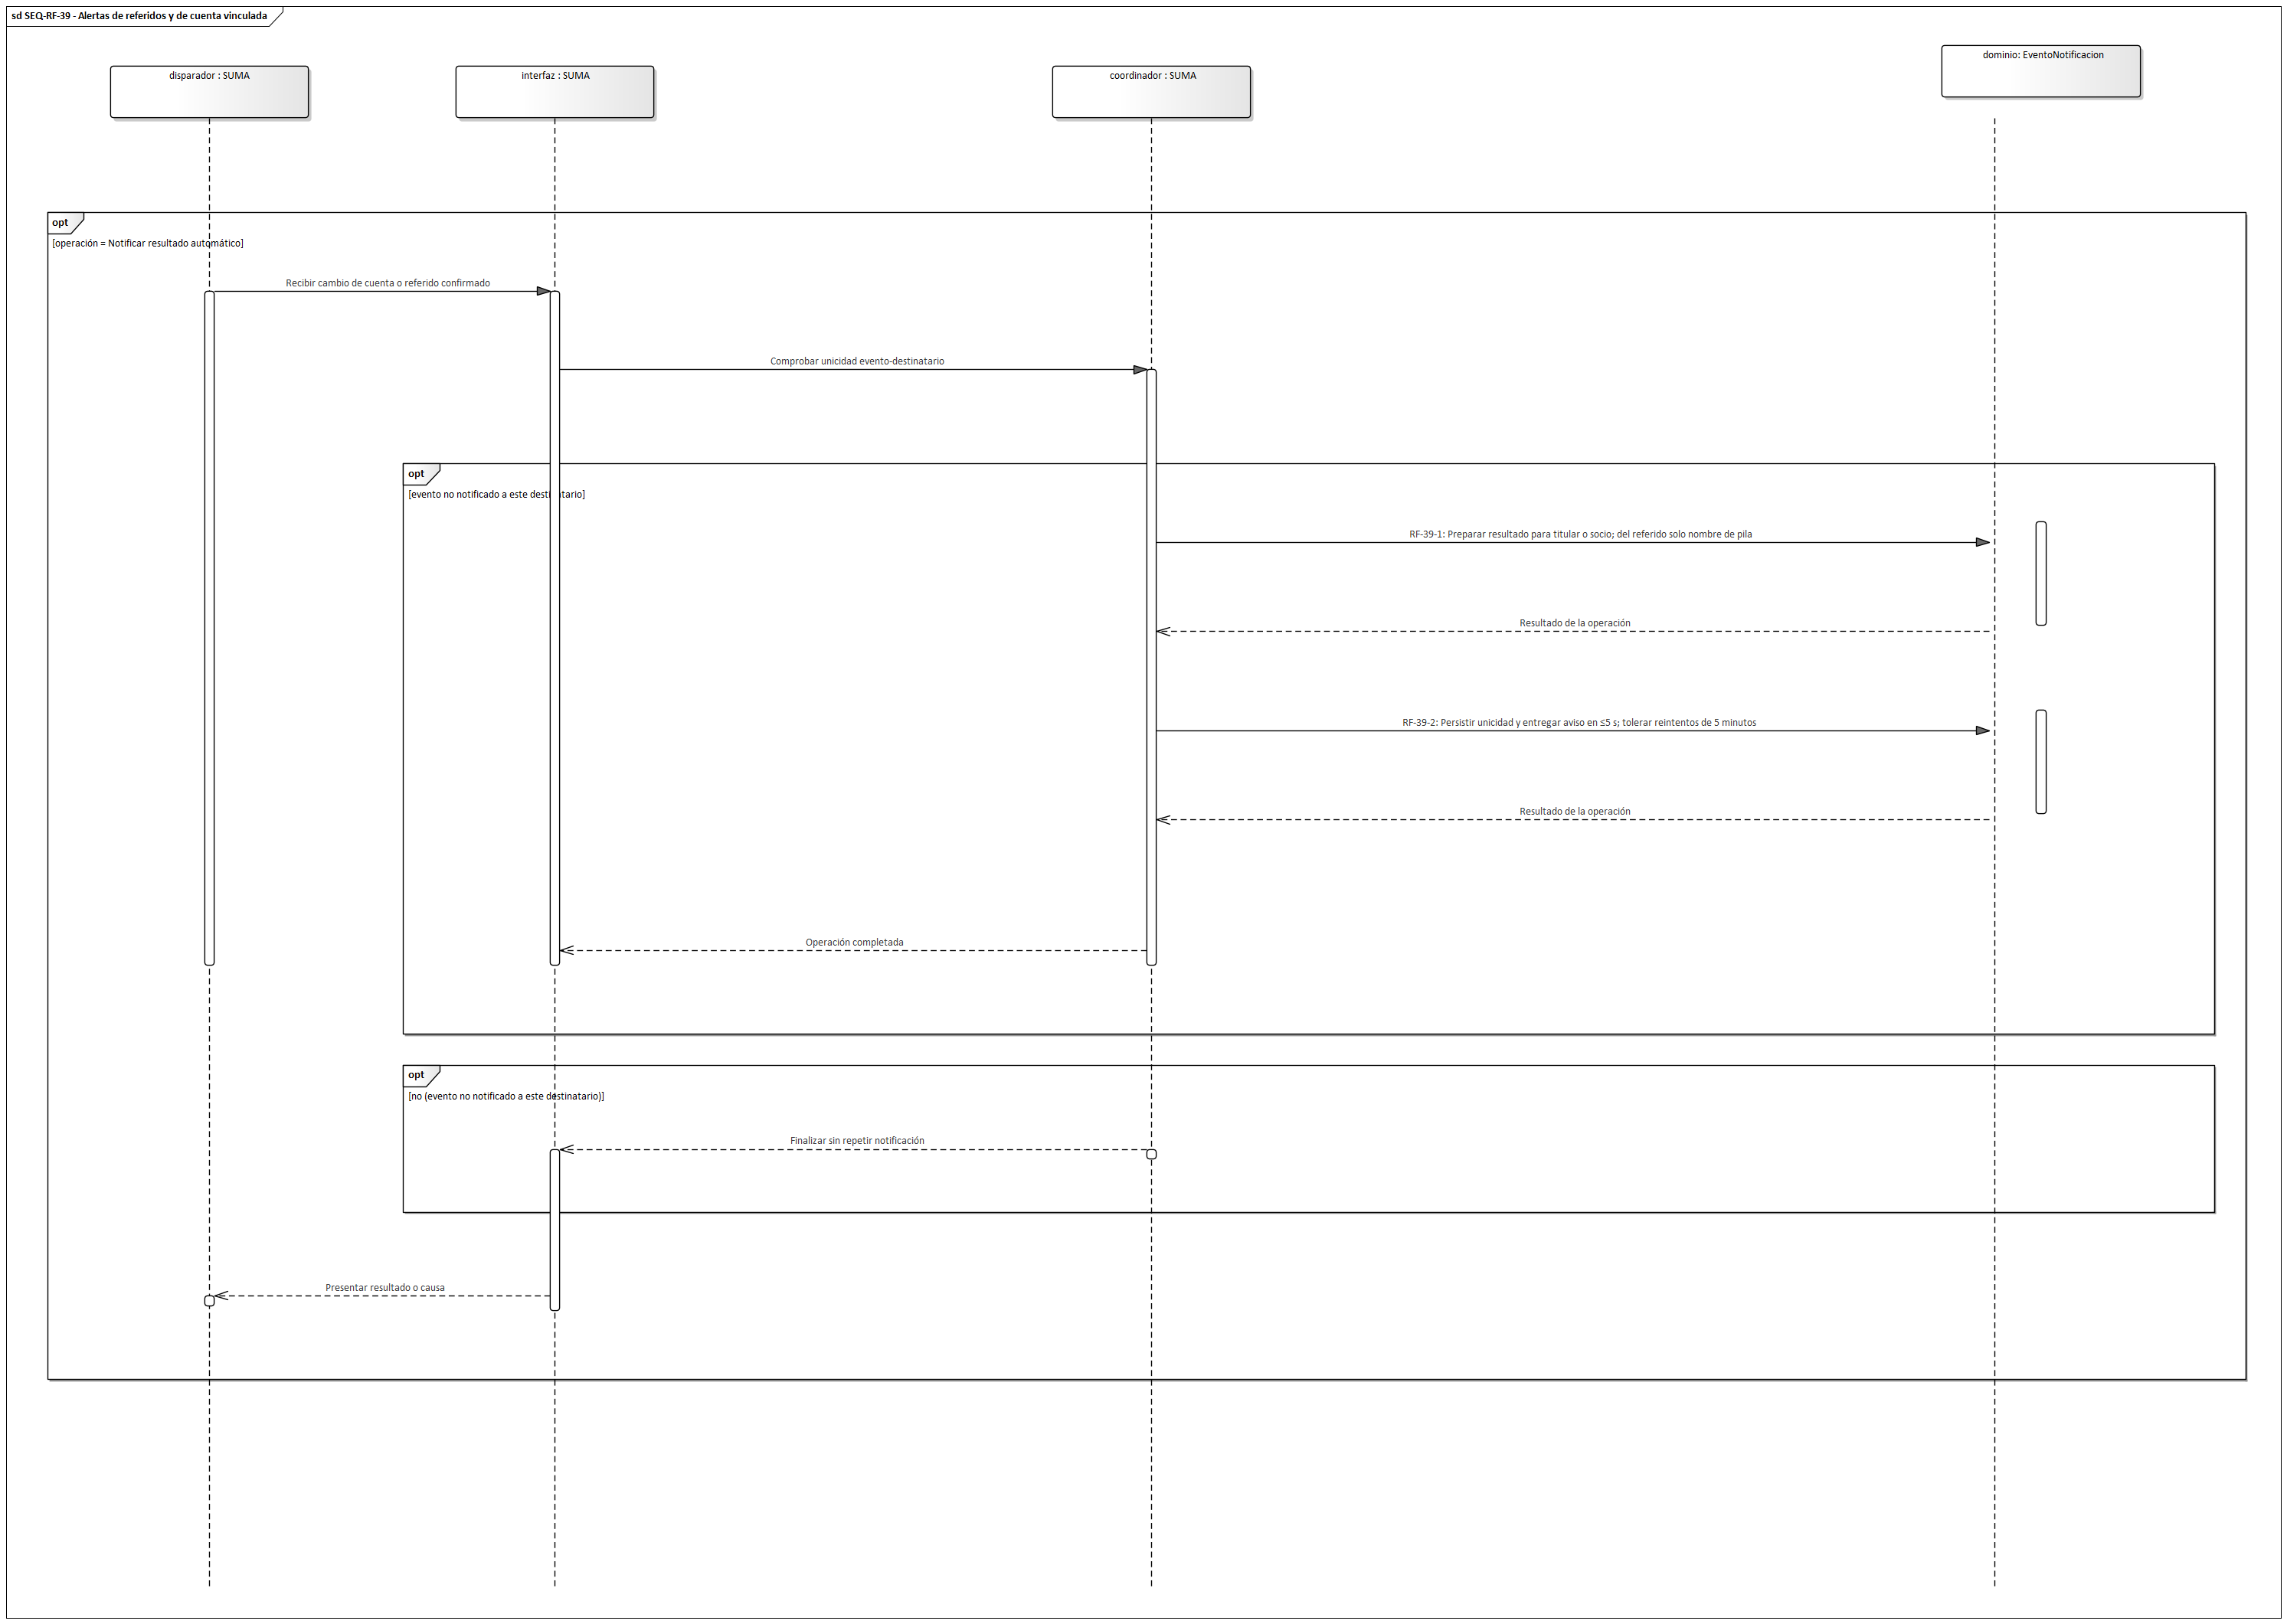 sd SEQ-RF-39 - Alertas de referidos y de cuenta vinculada
dominio: EventoNotificacion
disparador : SUMA
interfaz : SUMA
coordinador : SUMA
opt
[operación = Notificar resultado automático]
Recibir cambio de cuenta o referido confirmado
Comprobar unicidad evento-destinatario
opt
[evento no notificado a este destinatario]
RF-39-1: Preparar resultado para titular o socio; del referido solo nombre de pila
Resultado de la operación
RF-39-2: Persistir unicidad y entregar aviso en ≤5 s; tolerar reintentos de 5 minutos
Resultado de la operación
Operación completada
opt
[no (evento no notificado a este destinatario)]
Finalizar sin repetir notificación
Presentar resultado o causa